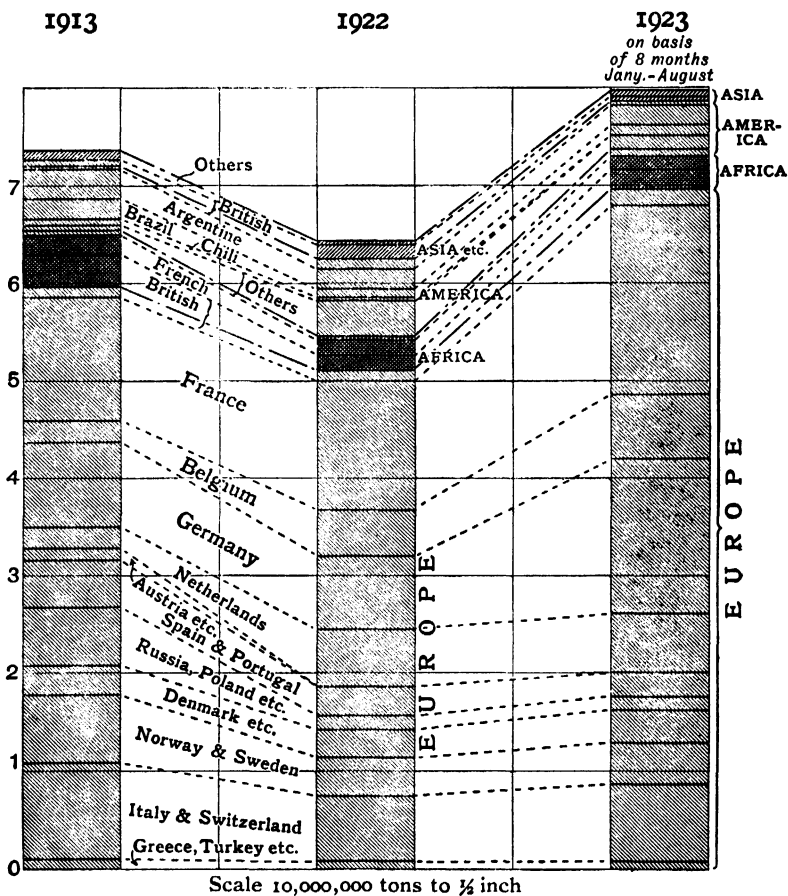 1913 1922 1923
on basis
of 8 months
Jany.-August
ASIA
AMER-
ICA
AFRICA
EUROPE
7
6
5
4
3
2
1
0
Others
British
Argentine
Brazil
Chili
Others
French
British
France
Belgium
Germany
Netherlands
Austria etc.
Spain & Portugal
Russia, Poland etc.
Denmark etc.
Norway & Sweden
Italy & Switzerland
Greece, Turkey etc.
ASIA etc.
AMERICA
AFRICA
EUROPE
Scale 10,000,000 tons to ½ inch